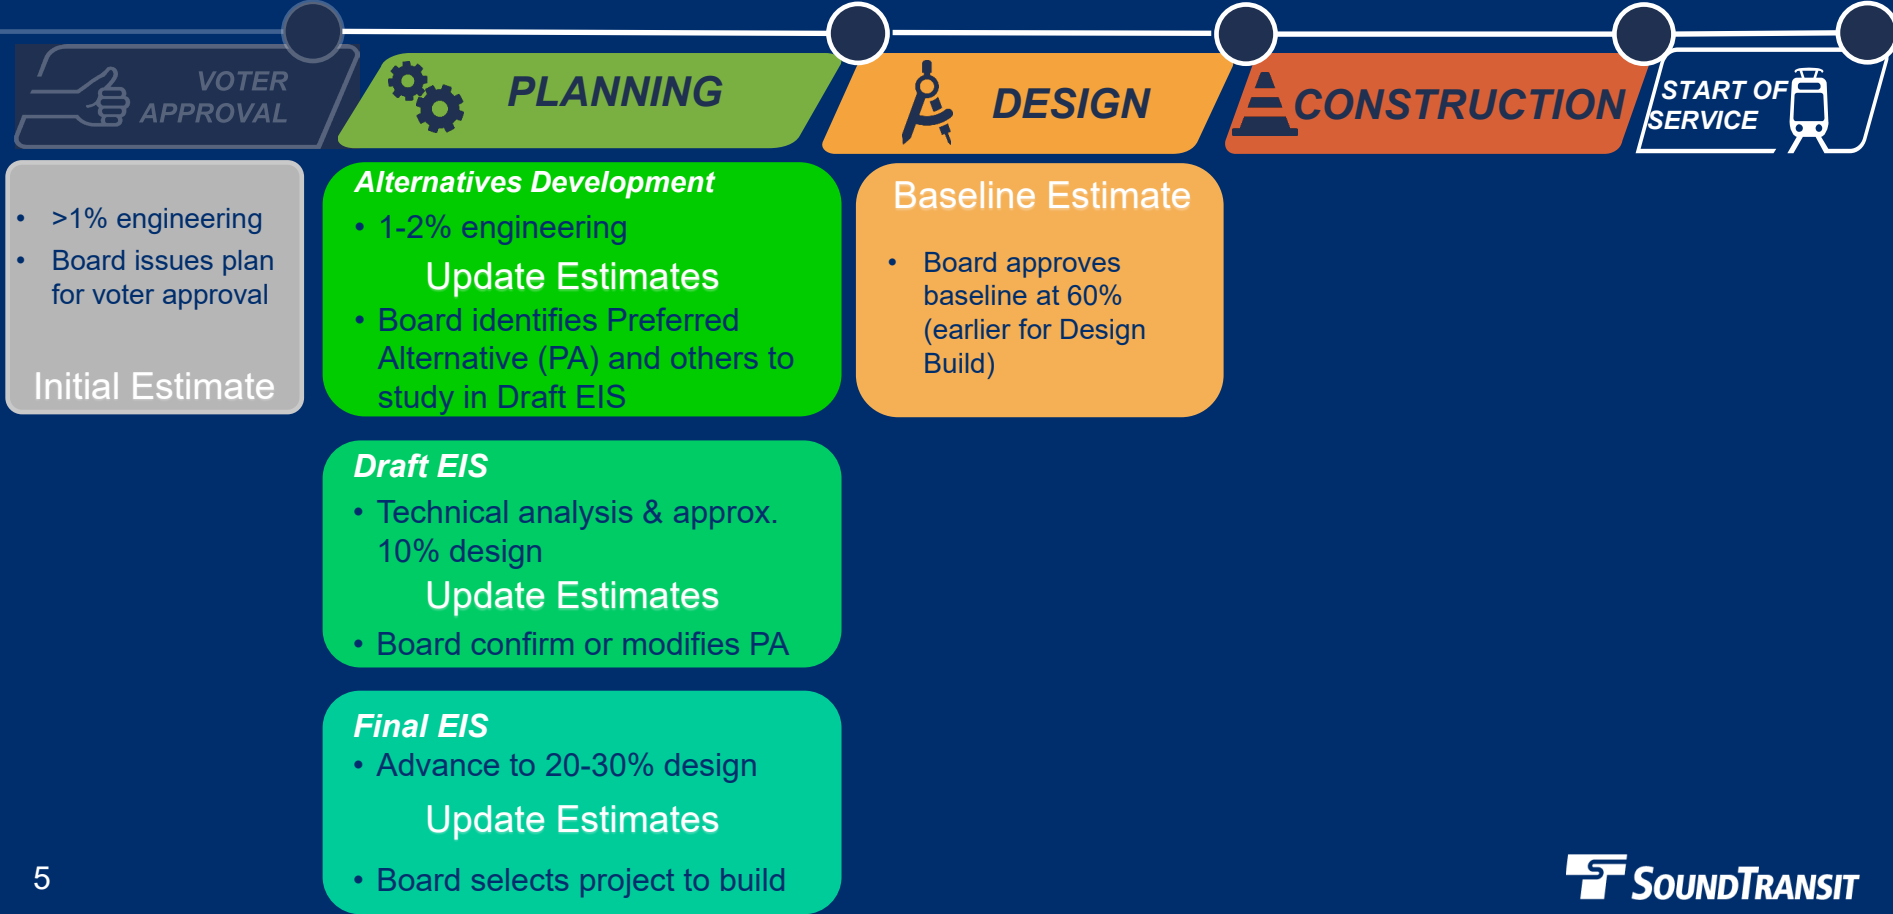 VOTER
APPROVAL
PLANNING
DESIGN
CONSTRUCTION
START OF
SERVICE
• >1% engineering
• Board issues plan
for voter approval
Initial Estimate
Alternatives Development
• 1-2% engineering
Update Estimates
• Board identifies Preferred
Alternative (PA) and others to
study in Draft EIS
Draft EIS
• Technical analysis & approx.
10% design
Update Estimates
• Board confirm or modifies PA
Final EIS
• Advance to 20-30% design
Update Estimates
• Board selects project to build
Baseline Estimate
• Board approves
baseline at 60%
(earlier for Design
Build)
5
SOUNDTRANSIT